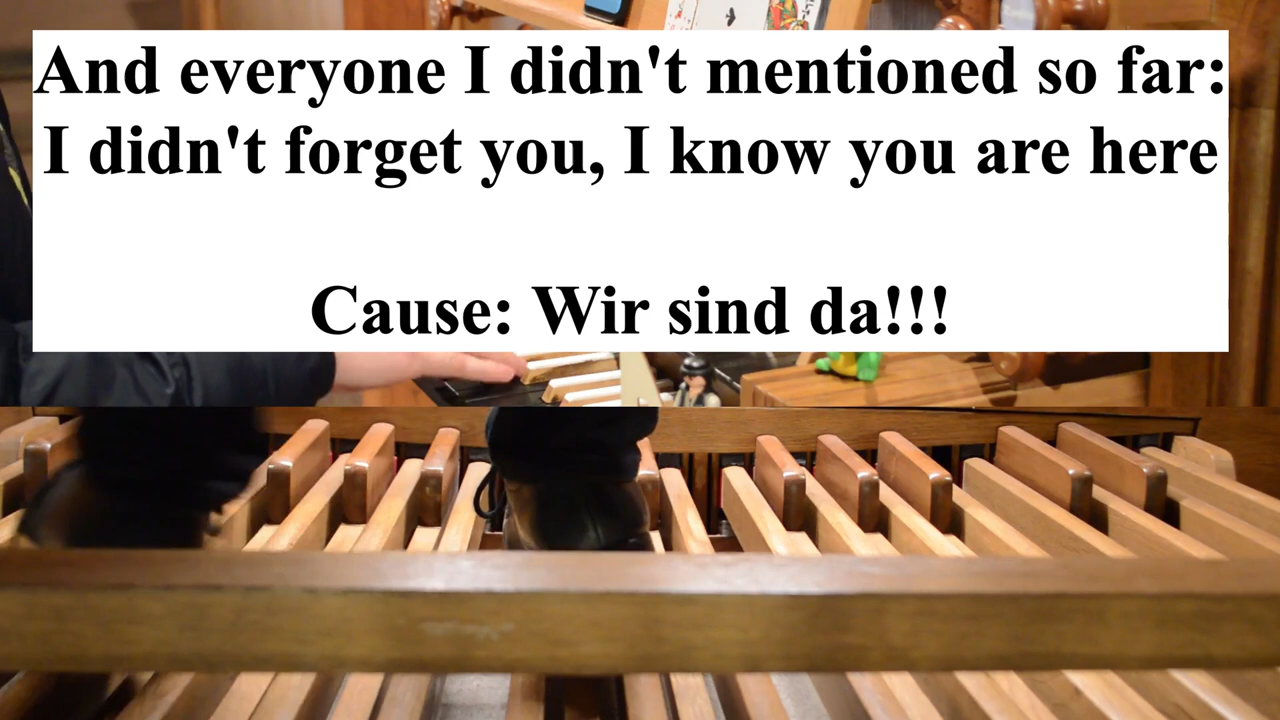 And everyone I didn't mentioned so far:
I didn't forget you, I know you are here
Cause: Wir sind da!!!